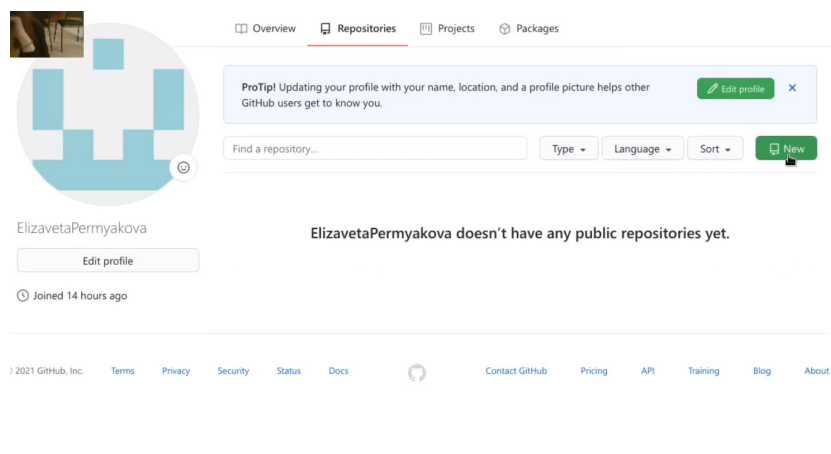 Overview Repositories Projects Packages
ProTip! Updating your profile with your name, location, and a profile picture helps other
GitHub users get to know you.
Edit profile
Find a repository...
Type Language Sort New
ElizavetaPermyakova
ElizavetaPermyakova doesn't have any public repositories yet.
Edit profile
Joined 14 hours ago
© 2021 GitHub, Inc. Terms Privacy Security Status Docs Contact GitHub Pricing API Training Blog About